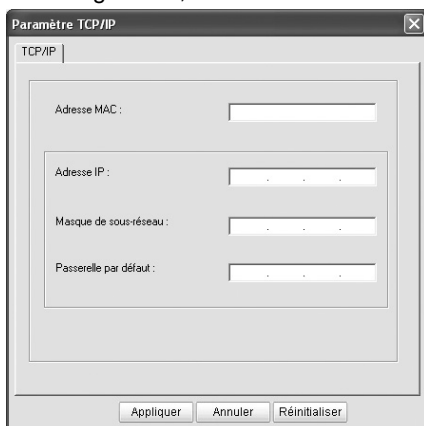 Paramètre TCP/IP
TCP/IP
Adresse MAC :
Adresse IP :
Masque de sous-réseau :
Passerelle par défaut :
Appliquer Annuler Réinitialiser